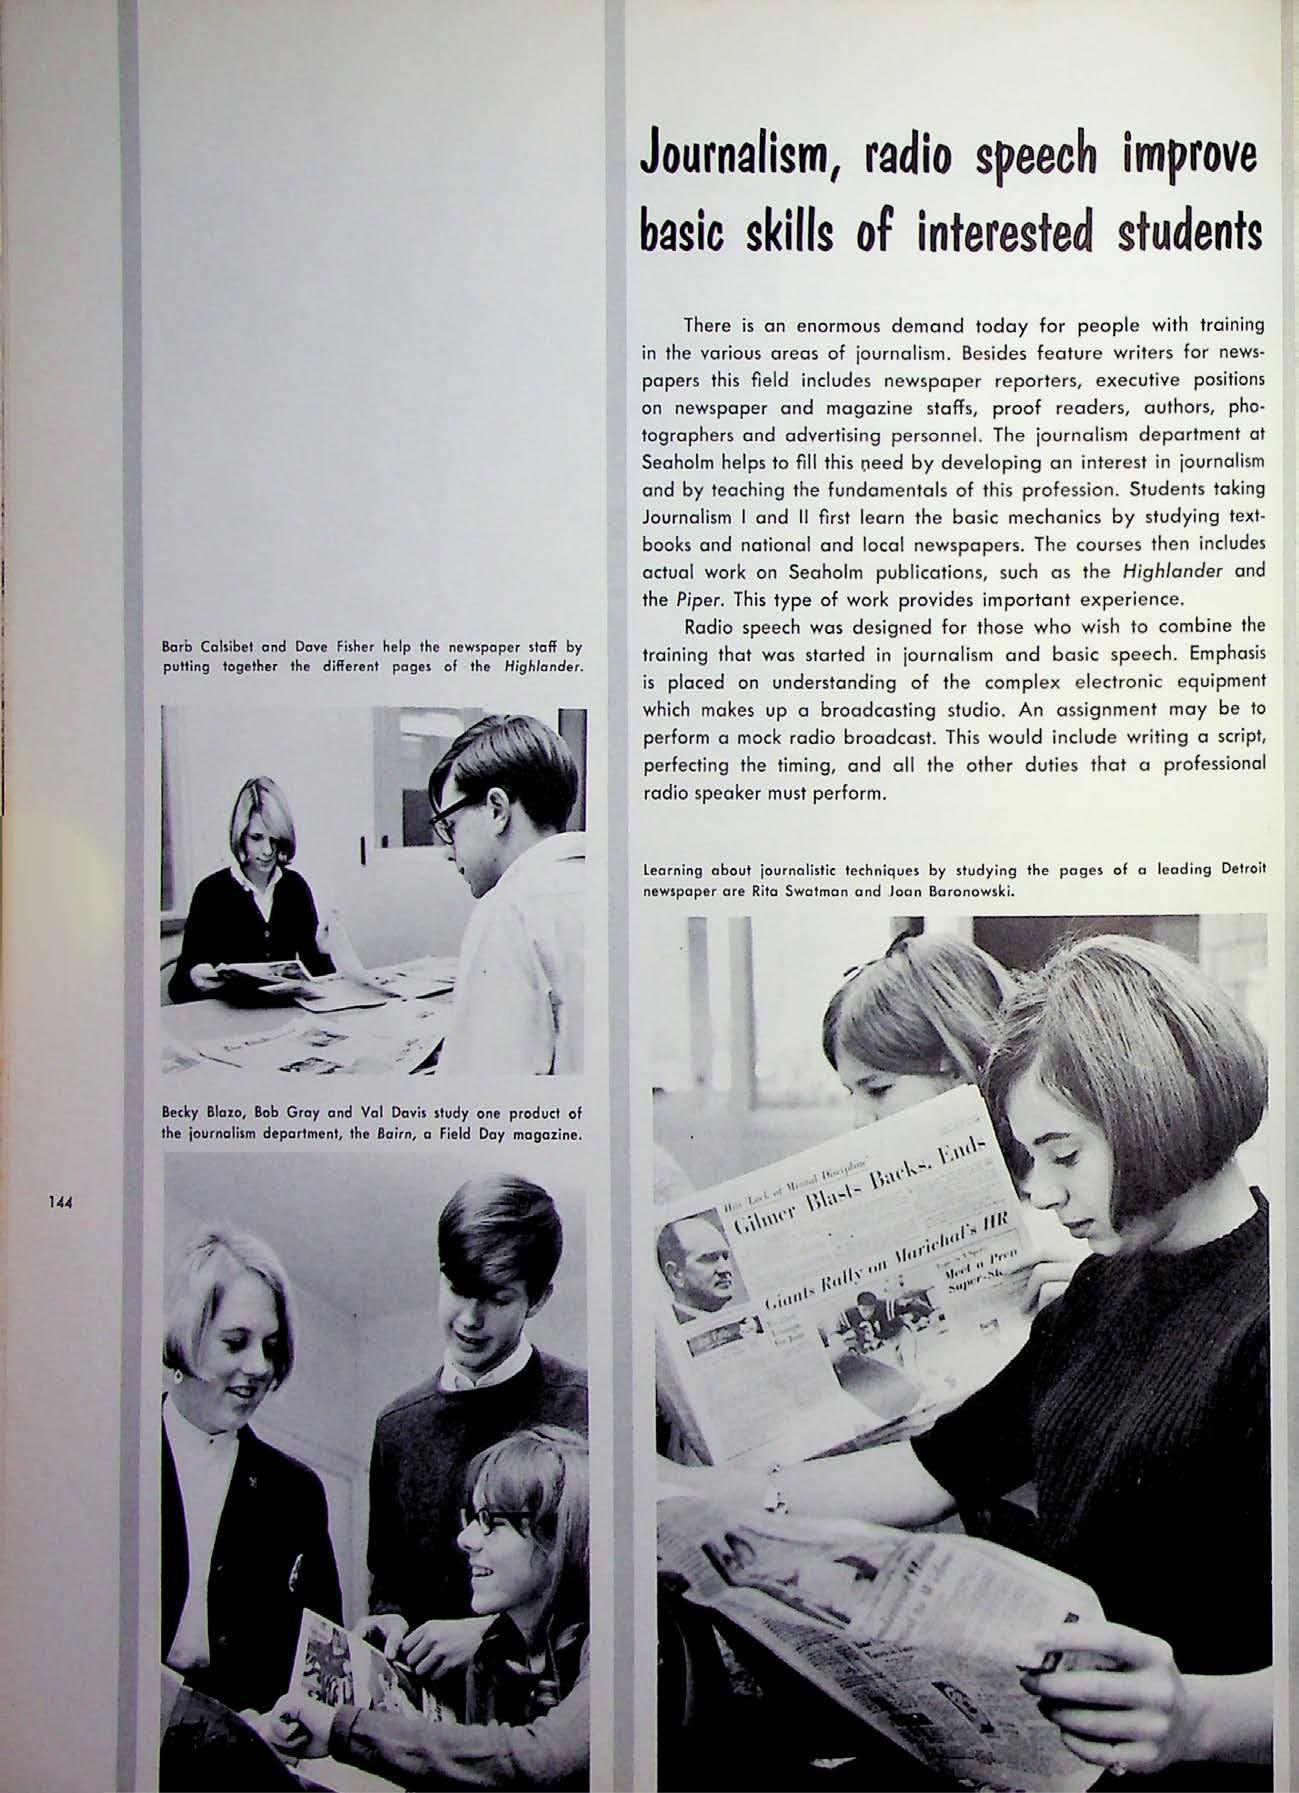 Journalism, radio speech improve
basic skills of interested students
There is an enormous demand today for people with training
in the various areas of journalism. Besides feature writers for news-
papers this field includes newspaper reporters, executive positions
on newspaper and magazine staffs, proof readers, authors, pho-
tographers and advertising personnel. The journalism department at
Seaholm helps to fill this need by developing an interest in journalism
and by teaching the fundamentals of this profession. Students taking
Journalism I and II first learn the basic mechanics by studying text-
books and national and local newspapers. The courses then includes
actual work on Seaholm publications, such as the Highlander and
the Piper. This type of work provides important experience.
Radio speech was designed for those who wish to combine the
training that was started in journalism and basic speech. Emphasis
is placed on understanding of the complex electronic equipment
which makes up a broadcasting studio. An assignment may be to
perform a mock radio broadcast. This would include writing a script,
perfecting the timing, and all the other duties that a professional
radio speaker must perform.
Barb Calsibet and Dave Fisher help the newspaper staff by
putting together the different pages of the Highlander.
Becky Blazo, Bob Gray and Val Davis study one product of
the journalism department, the Bairn, a Field Day magazine.
144
Learning about journalistic techniques by studying the pages of a leading Detroit
newspaper are Rita Swatman and Joan Baronowski.
'Lack of Mental Discipline'
Gilmer Blasts Backs, Ends
Giants Rally on Marichal's HR
Meet a Pren
Super-Sk